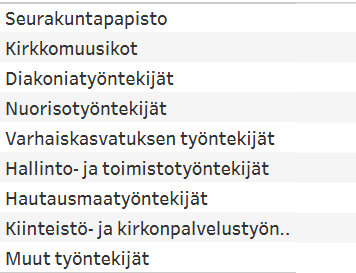 Seurakuntapapisto
Kirkkomuusikot
Diakoniatyöntekijät
Nuorisotyöntekijät
Varhaiskasvatuksen työntekijät
Hallinto- ja toimistotyöntekijät
Hautausmaatyöntekijät
Kiinteistö- ja kirkonpalvelustyön..
Muut työntekijät